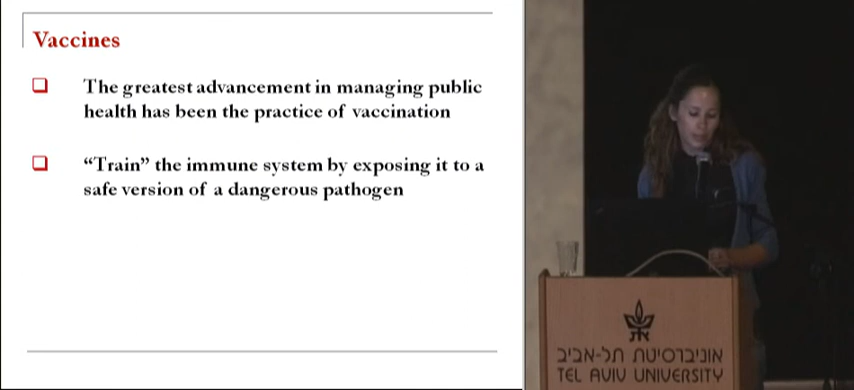 Vaccines
The greatest advancement in managing public
health has been the practice of vaccination
“Train” the immune system by exposing it to a
safe version of a dangerous pathogen
אוניברסיטת תל-אביב
TEL AVIV UNIVERSITY